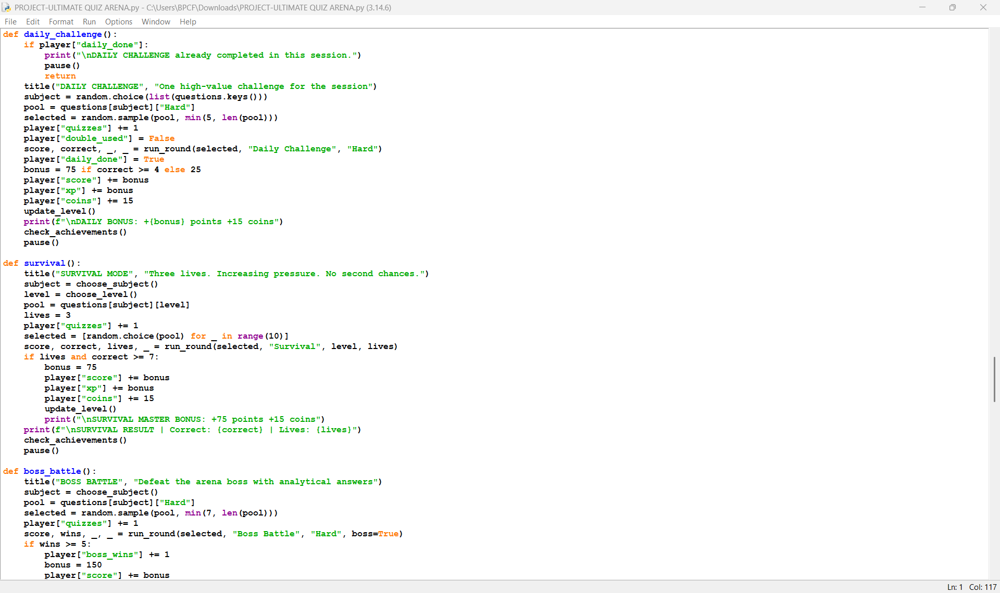 PROJECT-ULTIMATE QUIZ ARENA.py - C:\Users\BPCF\Downloads\PROJECT-ULTIMATE QUIZ ARENA.py (3.14.6)
File Edit Format Run Options Window Help
def daily_challenge():
    if player["daily_done"]:
        print("\nDAILY CHALLENGE already completed in this session.")
        pause()
        return
    title("DAILY CHALLENGE", "One high-value challenge for the session")
    subject = random.choice(list(questions.keys()))
    pool = questions[subject]["Hard"]
    selected = random.sample(pool, min(5, len(pool)))
    player["quizzes"] += 1
    player["double_used"] = False
    score, correct, _, _ = run_round(selected, "Daily Challenge", "Hard")
    player["daily_done"] = True
    bonus = 75 if correct >= 4 else 25
    player["score"] += bonus
    player["xp"] += bonus
    player["coins"] += 15
    update_level()
    print(f"\nDAILY BONUS: +{bonus} points +15 coins")
    check_achievements()
    pause()
def survival():
    title("SURVIVAL MODE", "Three lives. Increasing pressure. No second chances.")
    subject = choose_subject()
    level = choose_level()
    pool = questions[subject][level]
    lives = 3
    player["quizzes"] += 1
    selected = [random.choice(pool) for _ in range(10)]
    score, correct, lives, _ = run_round(selected, "Survival", level, lives)
    if lives and correct >= 7:
        bonus = 75
        player["score"] += bonus
        player["xp"] += bonus
        player["coins"] += 15
        update_level()
        print("\nSURVIVAL MASTER BONUS: +75 points +15 coins")
    print(f"\nSURVIVAL RESULT | Correct: {correct} | Lives: {lives}")
    check_achievements()
    pause()
def boss_battle():
    title("BOSS BATTLE", "Defeat the arena boss with analytical answers")
    subject = choose_subject()
    pool = questions[subject]["Hard"]
    selected = random.sample(pool, min(7, len(pool)))
    player["quizzes"] += 1
    score, wins, _, _ = run_round(selected, "Boss Battle", "Hard", boss=True)
    if wins >= 5:
        player["boss_wins"] += 1
        bonus = 150
        player["score"] += bonus
Ln: 1 Col: 117